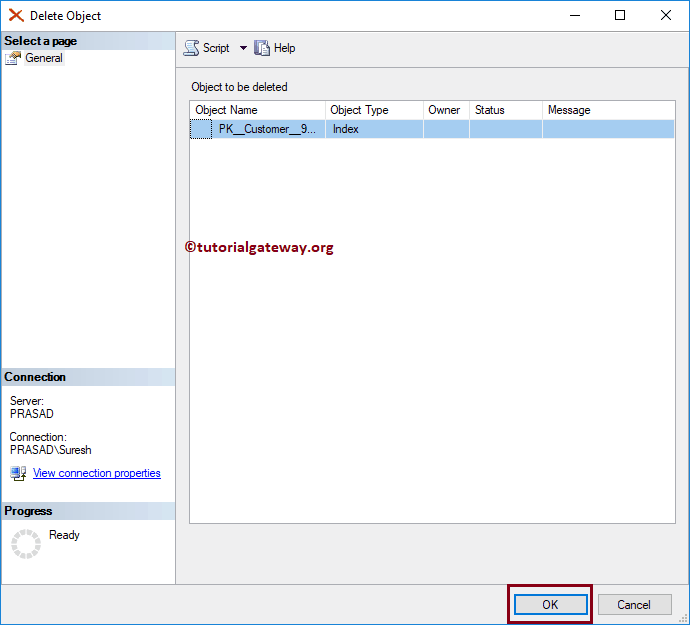 Delete Object
Select a page
General
Script
Help
Object to be deleted
Object Name Object Type Owner Status Message
PK__Customer__9... Index
©tutorialgateway.org
Connection
Server:
PRASAD
Connection:
PRASAD\Suresh
View connection properties
Progress
Ready
OK
Cancel